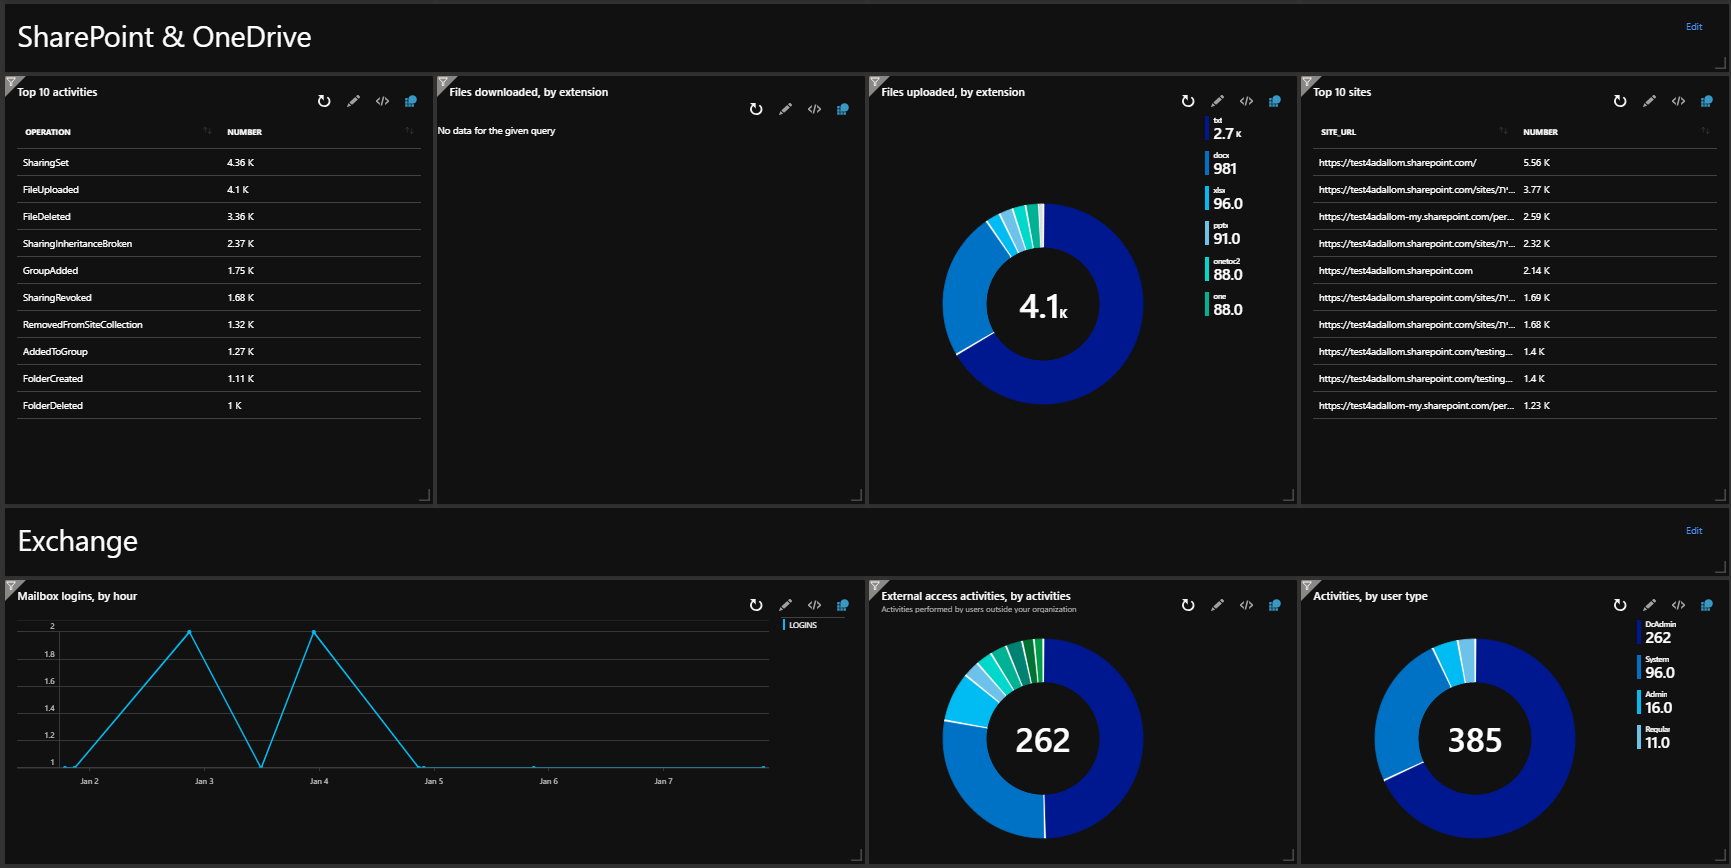 SharePoint & OneDrive
Edit
Top 10 activities
OPERATION NUMBER
SharingSet 4.36 K
FileUploaded 4.1 K
FileDeleted 3.36 K
SharingInheritanceBroken 2.37 K
GroupAdded 1.75 K
SharingRevoked 1.68 K
RemovedFromSiteCollection 1.32 K
AddedToGroup 1.27 K
FolderCreated 1.11 K
FolderDeleted 1 K
Files downloaded, by extension
No data for the given query
Files uploaded, by extension
4.1K
txt
2.7 K
docx
981
xlsx
96.0
pptx
91.0
onetoc2
88.0
one
88.0
Top 10 sites
SITE_URL NUMBER
https://test4adallom.sharepoint.com/ 5.56 K
https://test4adallom.sharepoint.com/sites/ית... 3.77 K
https://test4adallom-my.sharepoint.com/per... 2.59 K
https://test4adallom.sharepoint.com/sites/ית... 2.32 K
https://test4adallom.sharepoint.com 2.14 K
https://test4adallom.sharepoint.com/sites/ית... 1.69 K
https://test4adallom.sharepoint.com/sites/ית... 1.68 K
https://test4adallom.sharepoint.com/testing... 1.4 K
https://test4adallom.sharepoint.com/testing... 1.4 K
https://test4adallom-my.sharepoint.com/per... 1.23 K
Exchange
Edit
Mailbox logins, by hour
LOGINS
2
1.8
1.6
1.4
1.2
1
Jan 2 Jan 3 Jan 4 Jan 5 Jan 6 Jan 7
External access activities, by activities
Activities performed by users outside your organization
262
Activities, by user type
385
DcAdmin
262
System
96.0
Admin
16.0
Regular
11.0